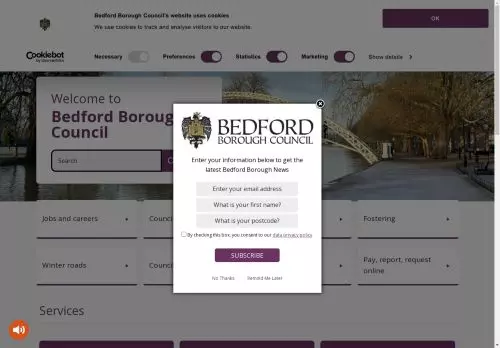 Bedford Borough Council's website uses cookies
We use cookies to track and analyse visitors to our website.
OK
Cookiebot
by Usercentrics
Necessary
Preferences
Statistics
Marketing
Show details
Welcome to
Bedford Borough
Council
Search
BEDFORD
BOROUGH COUNCIL
Enter your information below to get the
latest Bedford Borough News
Enter your email address
What is your first name?
What is your postcode?
By checking this box, you consent to our data privacy policy
SUBSCRIBE
No Thanks
Remind Me Later
Jobs and careers
Counci
Fostering
Winter roads
Counci
Pay, report, request
online
Services